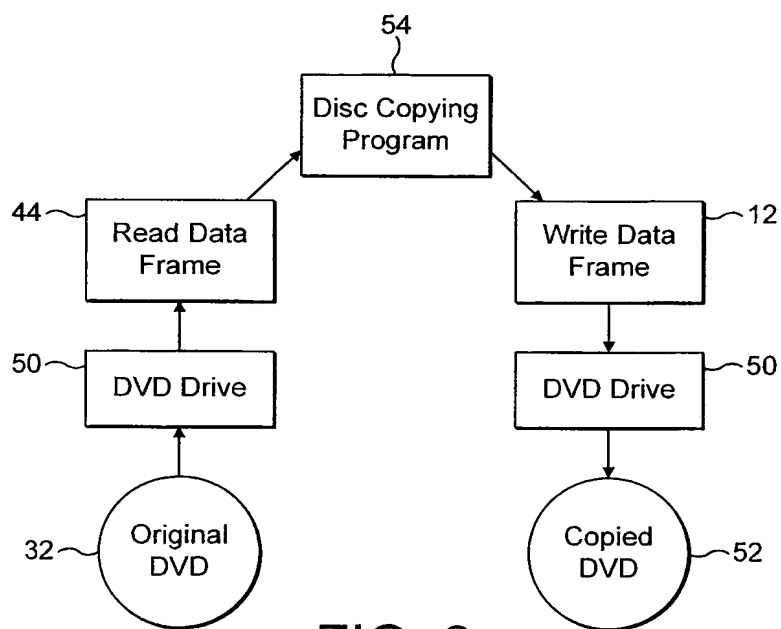 54
Disc Copying
Program
44
Read Data
Frame
12
Write Data
Frame
50
DVD Drive
50
DVD Drive
32
Original
DVD
52
Copied
DVD